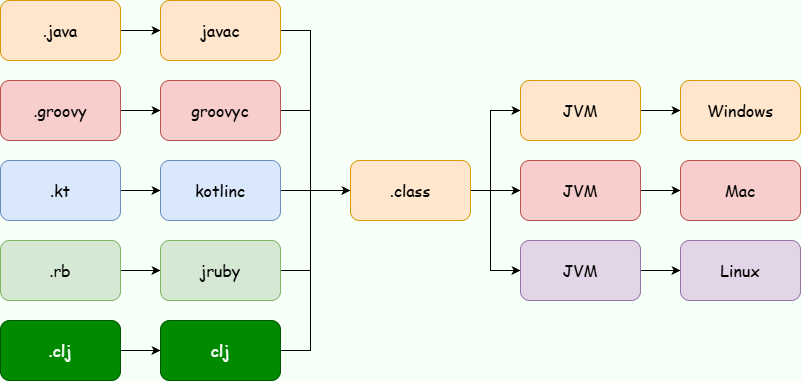 .java
javac
.groovy
groovyc
JVM
Windows
.kt
kotlinc
.class
JVM
Mac
.rb
jruby
JVM
Linux
.clj
clj